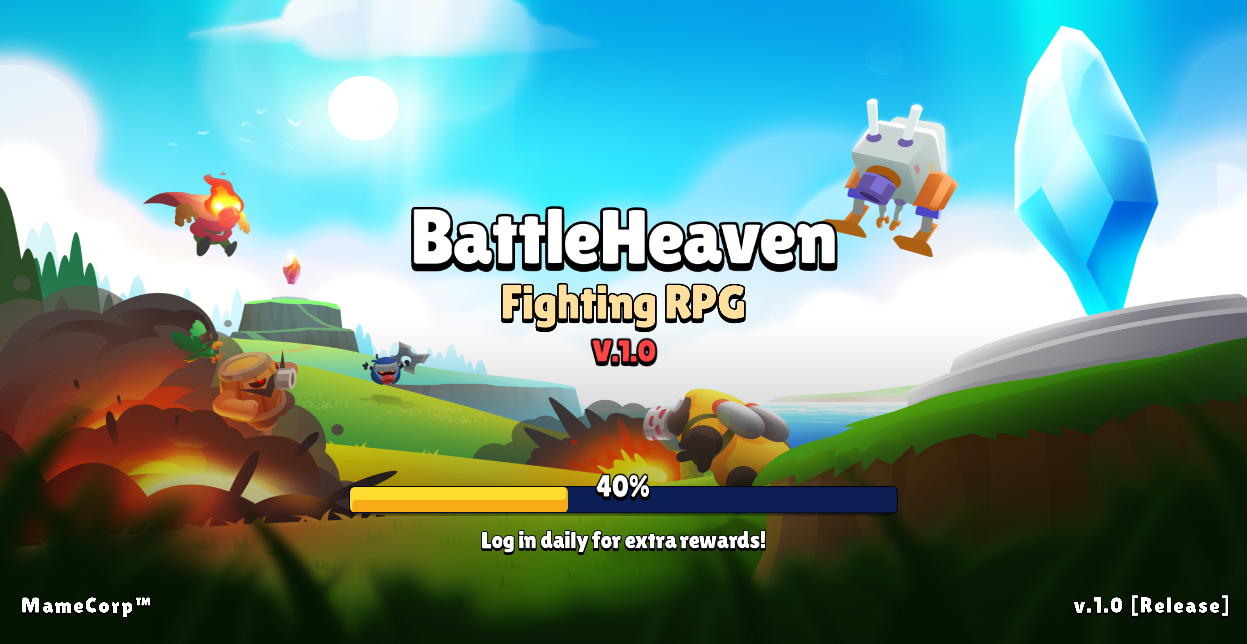 BattleHeaven
Fighting RPG
V.1.0
40%
Log in daily for extra rewards!
MameCorp™
v.1.0 [Release]